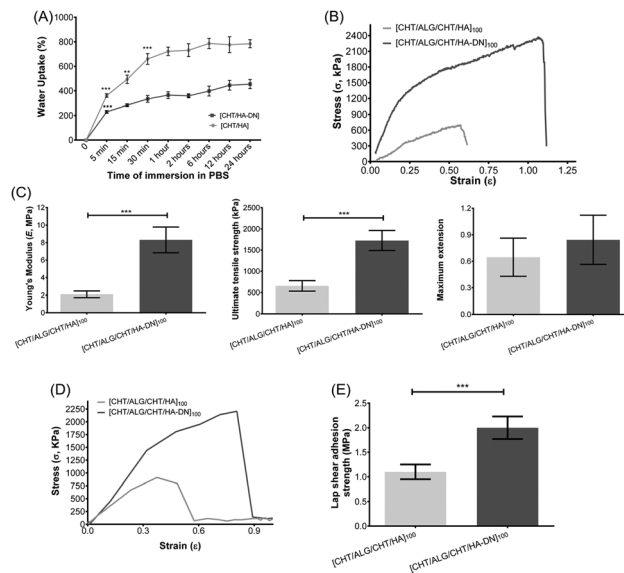 (A)
Water Uptake
(%)
1000
800
600
400
200
0
***
***
**
***
[CHT/HA-DN]
[CHT/HA]
0
5 min
15 min
30 min
1 hour
2 hours
6 hours
12 hours
24 hours
Time of immersion in PBS
(B)
[CHT/ALG/CHT/HA]100
[CHT/ALG/CHT/HA-DN]100
Stress (σ, kPa)
2400
2100
1800
1500
1200
900
600
300
0
0.00 0.25 0.50 0.75 1.00 1.25
Strain (ε)
(C)
Young's Modulus (E, MPa)
12
10
8
6
4
2
0
***
[CHT/ALG/CHT/HA]100
[CHT/ALG/CHT/HA-DN]100
Ultimate tensile strength (kPa)
2500
2000
1500
1000
500
0
***
[CHT/ALG/CHT/HA]100
[CHT/ALG/CHT/HA-DN]100
Maximum extension
1.2
0.9
0.6
0.3
0.0
[CHT/ALG/CHT/HA]100
[CHT/ALG/CHT/HA-DN]100
(D)
[CHT/ALG/CHT/HA]100
[CHT/ALG/CHT/HA-DN]100
Stress (σ, KPa)
2250
2000
1750
1500
1250
1000
750
500
250
0
0.0 0.3 0.6 0.9
Strain (ε)
(E)
Lap shear adhesion
strength (MPa)
2.5
2.0
1.5
1.0
0.5
0.0
***
[CHT/ALG/CHT/HA]100
[CHT/ALG/CHT/HA-DN]100